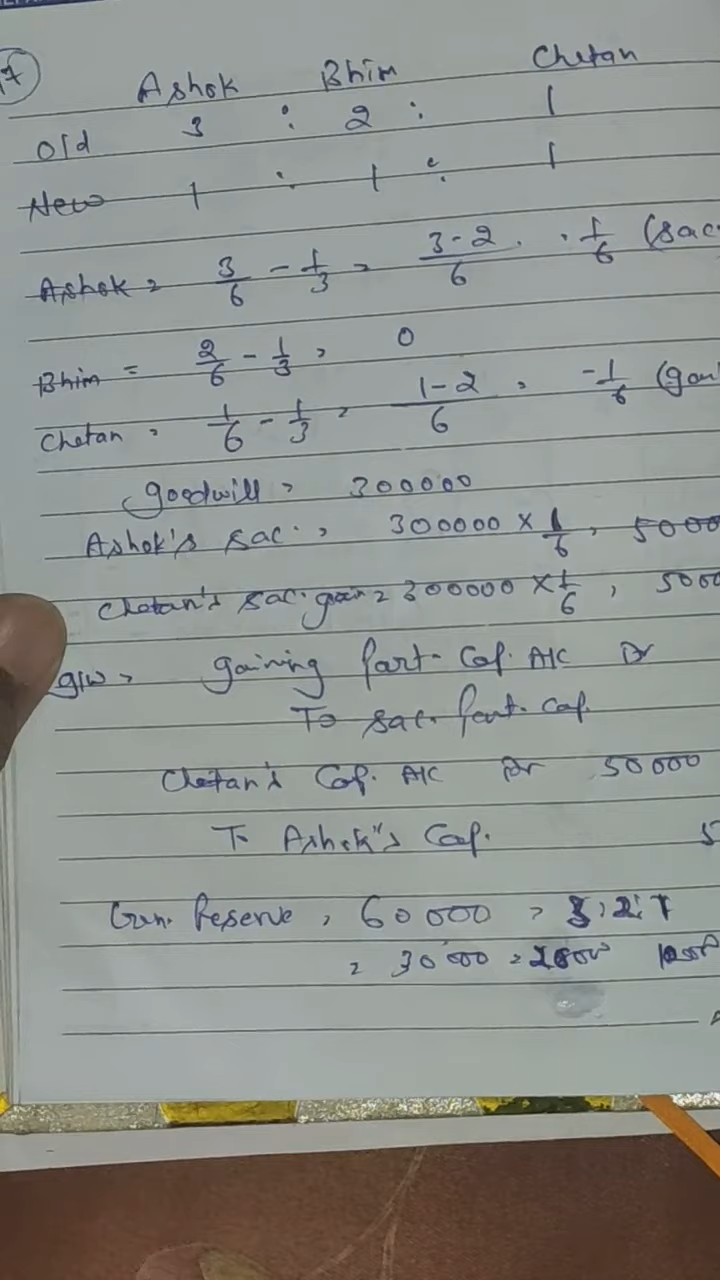 17
Ashok Bhim Chetan
Old 3 : 2 : 1
New 1 : 1 : 1
Ashok = 3/6 - 1/3 = 3-2/6 = 1/6 (sac
Bhim = 2/6 - 1/3 = 0
Chetan = 1/6 - 1/3 = 1-2/6 = -1/6 (gai
Goodwill = 300000
Ashok's sac. = 300000 × 1/6 = 5000
Chetan's gain = 300000 × 1/6 = 500
g/w = gaining Part. Cap. A/C Dr
To sac. Part. Cap.
Chetan's Cap. A/C Dr 50000
To Ashok's Cap. 5
Gen. Reserve = 60000 = 3:2:1
= 30000 =